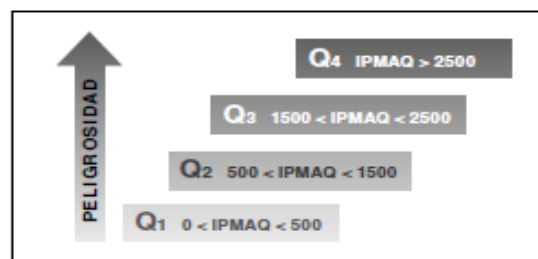 PELIGROSIDAD
Q4 IPMAQ > 2500
Q3 1500 < IPMAQ < 2500
Q2 500 < IPMAQ < 1500
Q1 0 < IPMAQ < 500